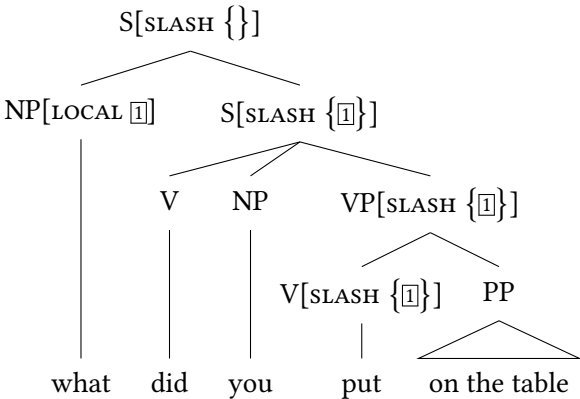 S[SLASH {}]
NP[LOCAL 1] S[SLASH {1}]
V NP VP[SLASH {1}]
V[SLASH {1}] PP
what did you put on the table